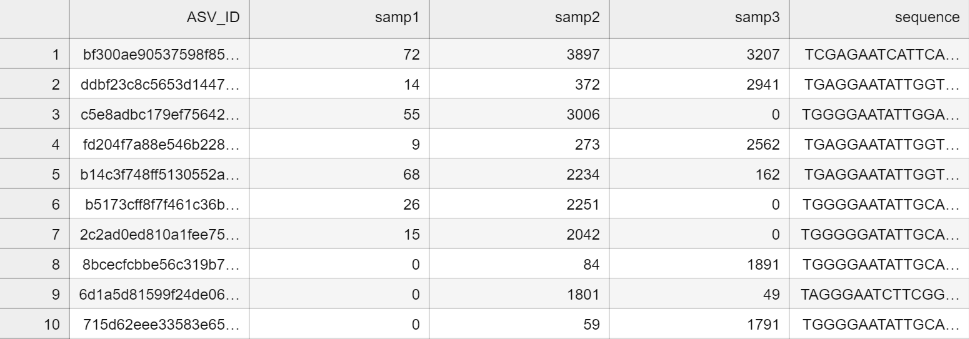 ASV_ID samp1 samp2 samp3 sequence
1 bf300ae90537598f85… 72 3897 3207 TCGAGAATCATTCA…
2 ddbf23c8c5653d1447… 14 372 2941 TGAGGAATATTGGT…
3 c5e8adbc179ef75642… 55 3006 0 TGGGGAATATTGGA…
4 fd204f7a88e546b228… 9 273 2562 TGAGGAATATTGGT…
5 b14c3f748ff5130552a… 68 2234 162 TGAGGAATATTGGT…
6 b5173cff8f7f461c36b… 26 2251 0 TGGGGAATATTGCA…
7 2c2ad0ed810a1fee75… 15 2042 0 TGGGGGATATTGCA…
8 8bcecfcbbe56c319b7… 0 84 1891 TGGGGAATATTGCA…
9 6d1a5d81599f24de06… 0 1801 49 TAGGGAATCTTCGG…
10 715d62eee33583e65… 0 59 1791 TGGGGAATATTGCA…